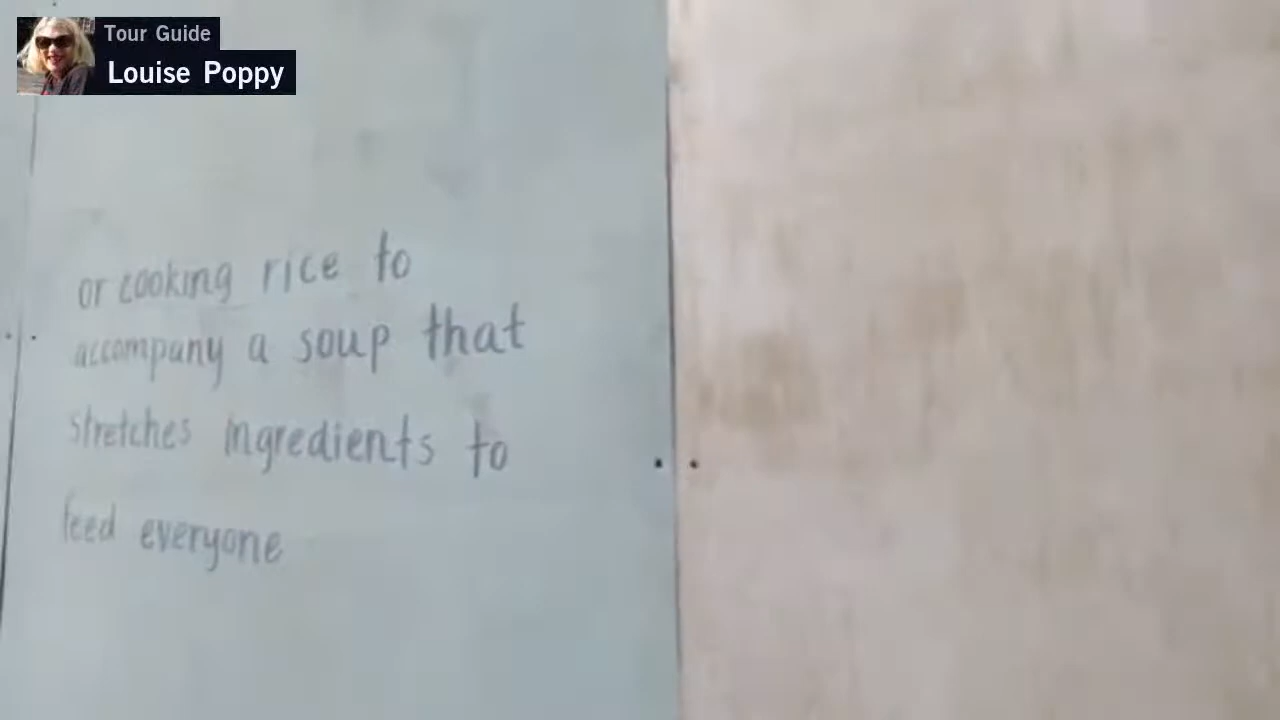 Tour Guide
Louise Poppy
or cooking rice to
accompany a soup that
stretches ingredients to
feed everyone